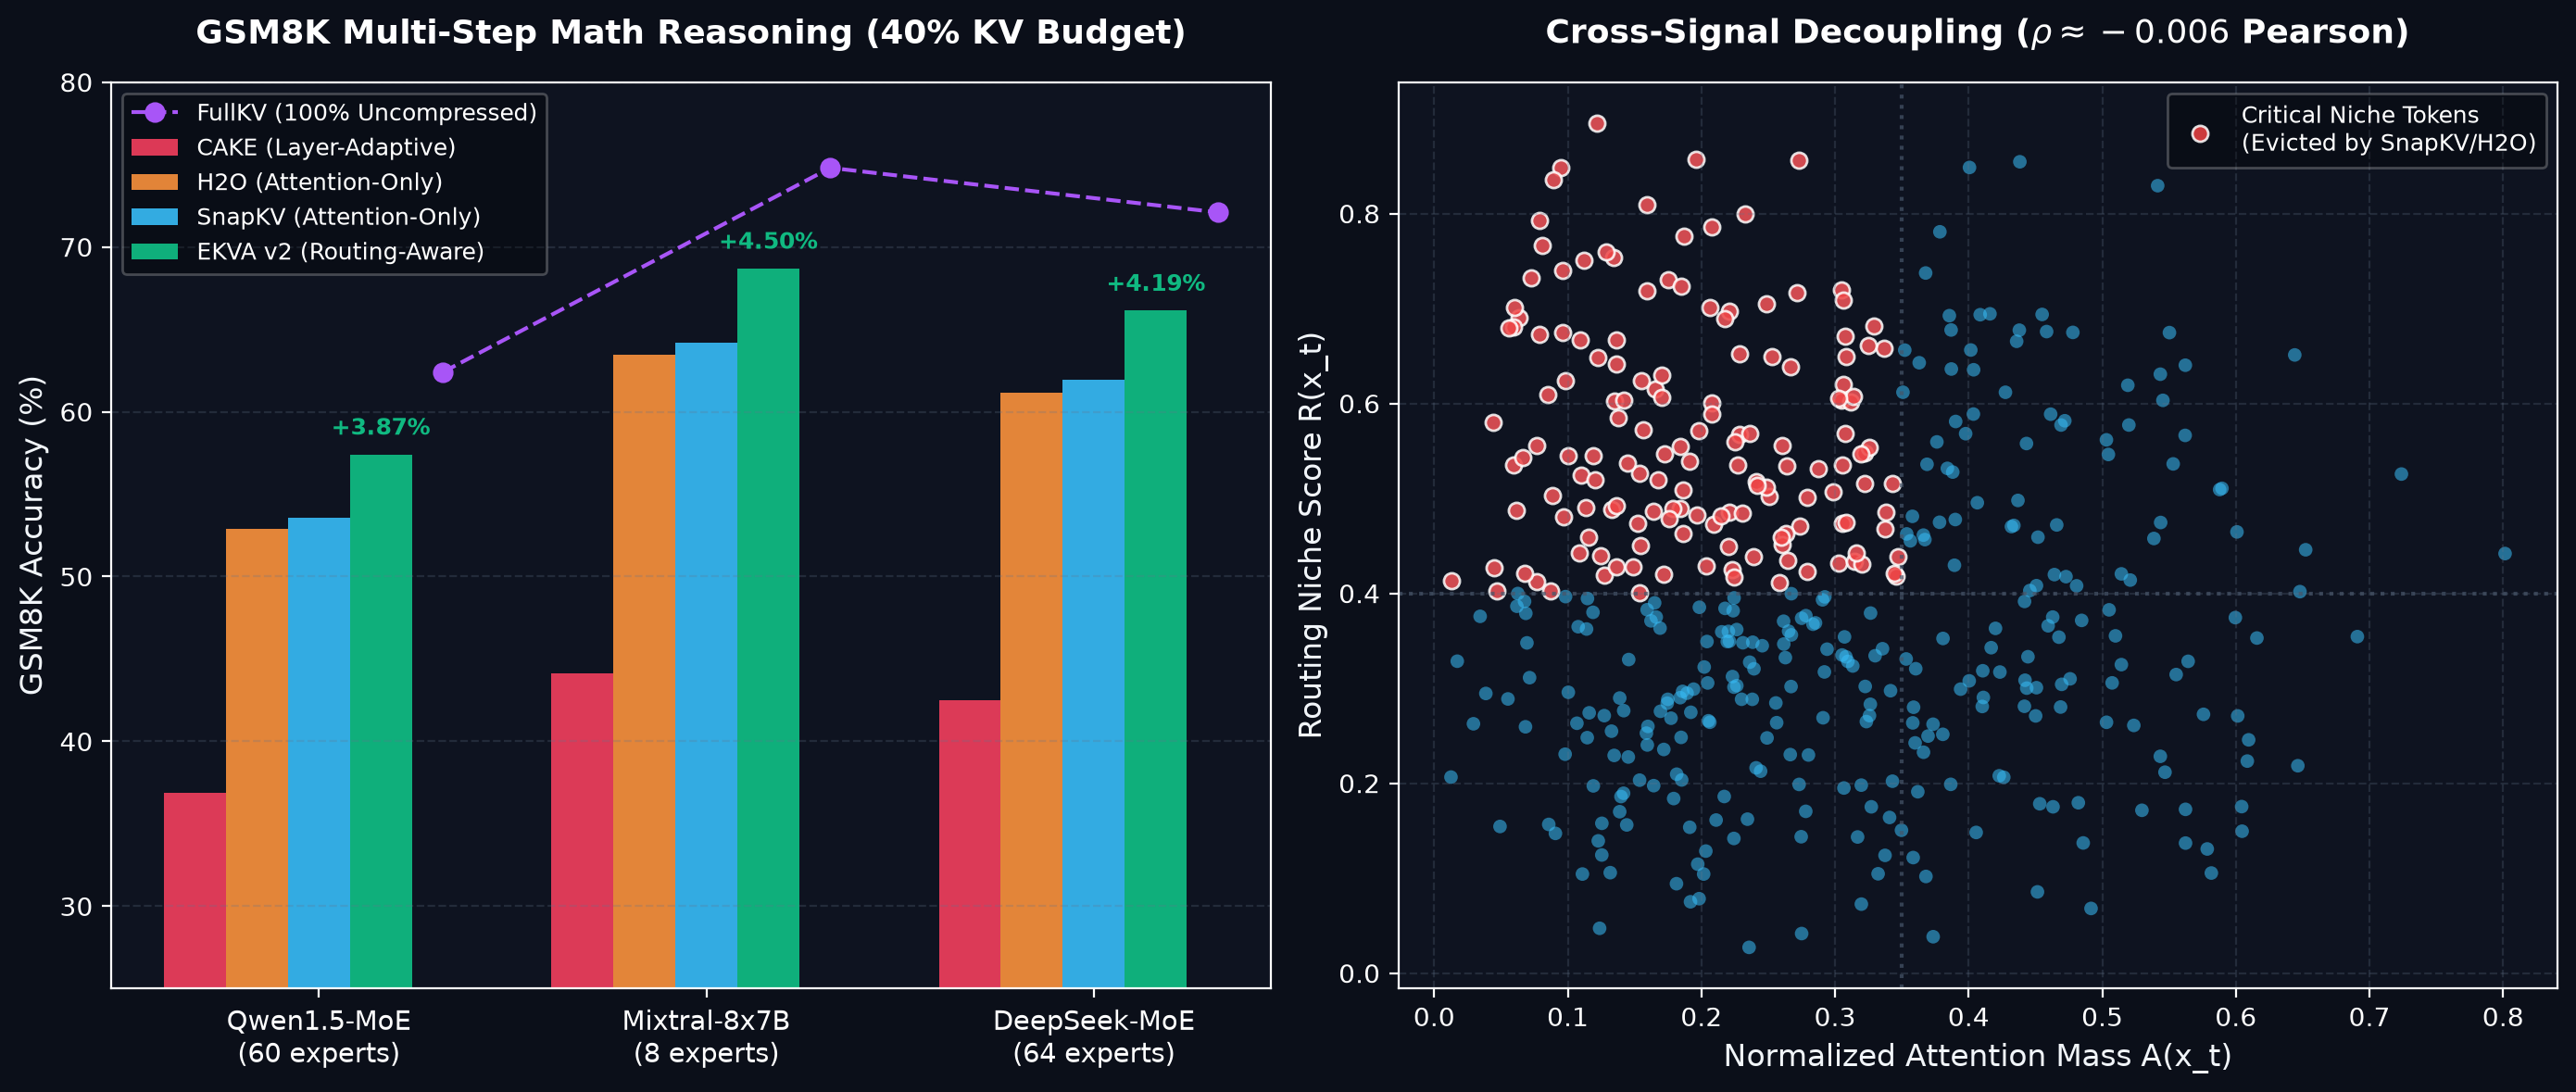 GSM8K Multi-Step Math Reasoning (40% KV Budget)
FullKV (100% Uncompressed)
CAKE (Layer-Adaptive)
H2O (Attention-Only)
SnapKV (Attention-Only)
EKVA v2 (Routing-Aware)
GSM8K Accuracy (%)
80
70
60
50
40
30
+3.87%
+4.50%
+4.19%
Qwen1.5-MoE
(60 experts)
Mixtral-8x7B
(8 experts)
DeepSeek-MoE
(64 experts)
Cross-Signal Decoupling (ρ ≈ −0.006 Pearson)
Critical Niche Tokens
(Evicted by SnapKV/H2O)
Routing Niche Score R(x_t)
0.8
0.6
0.4
0.2
0.0
0.0 0.1 0.2 0.3 0.4 0.5 0.6 0.7 0.8
Normalized Attention Mass A(x_t)